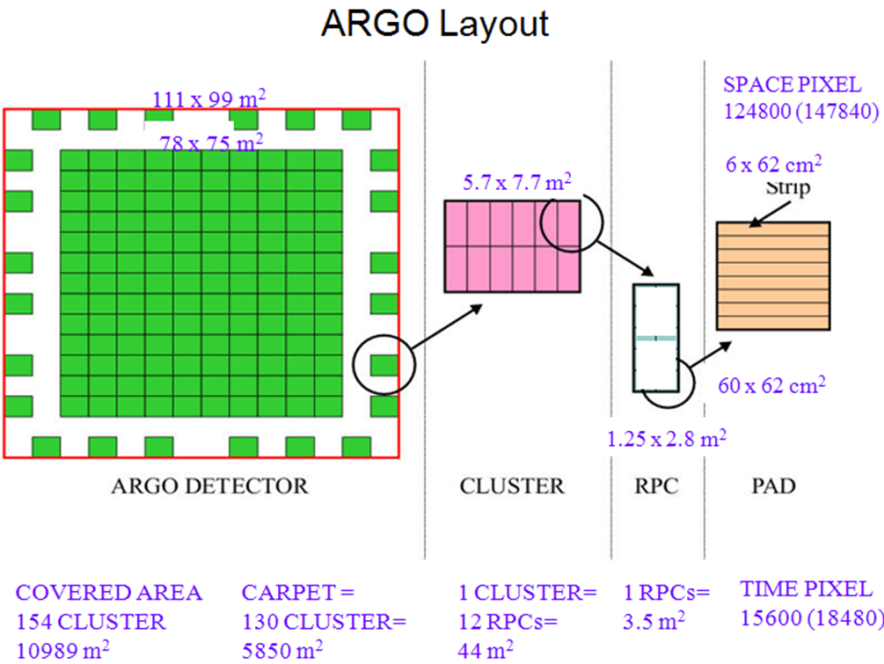 ARGO Layout
111 x 99 m²
78 x 75 m²
5.7 x 7.7 m²
SPACE PIXEL
124800 (147840)
6 x 62 cm²
Strip
60 x 62 cm²
1.25 x 2.8 m²
ARGO DETECTOR
CLUSTER
RPC
PAD
COVERED AREA
154 CLUSTER
10989 m²
CARPET =
130 CLUSTER=
5850 m²
1 CLUSTER=
12 RPCs=
44 m²
1 RPCs=
3.5 m²
TIME PIXEL
15600 (18480)